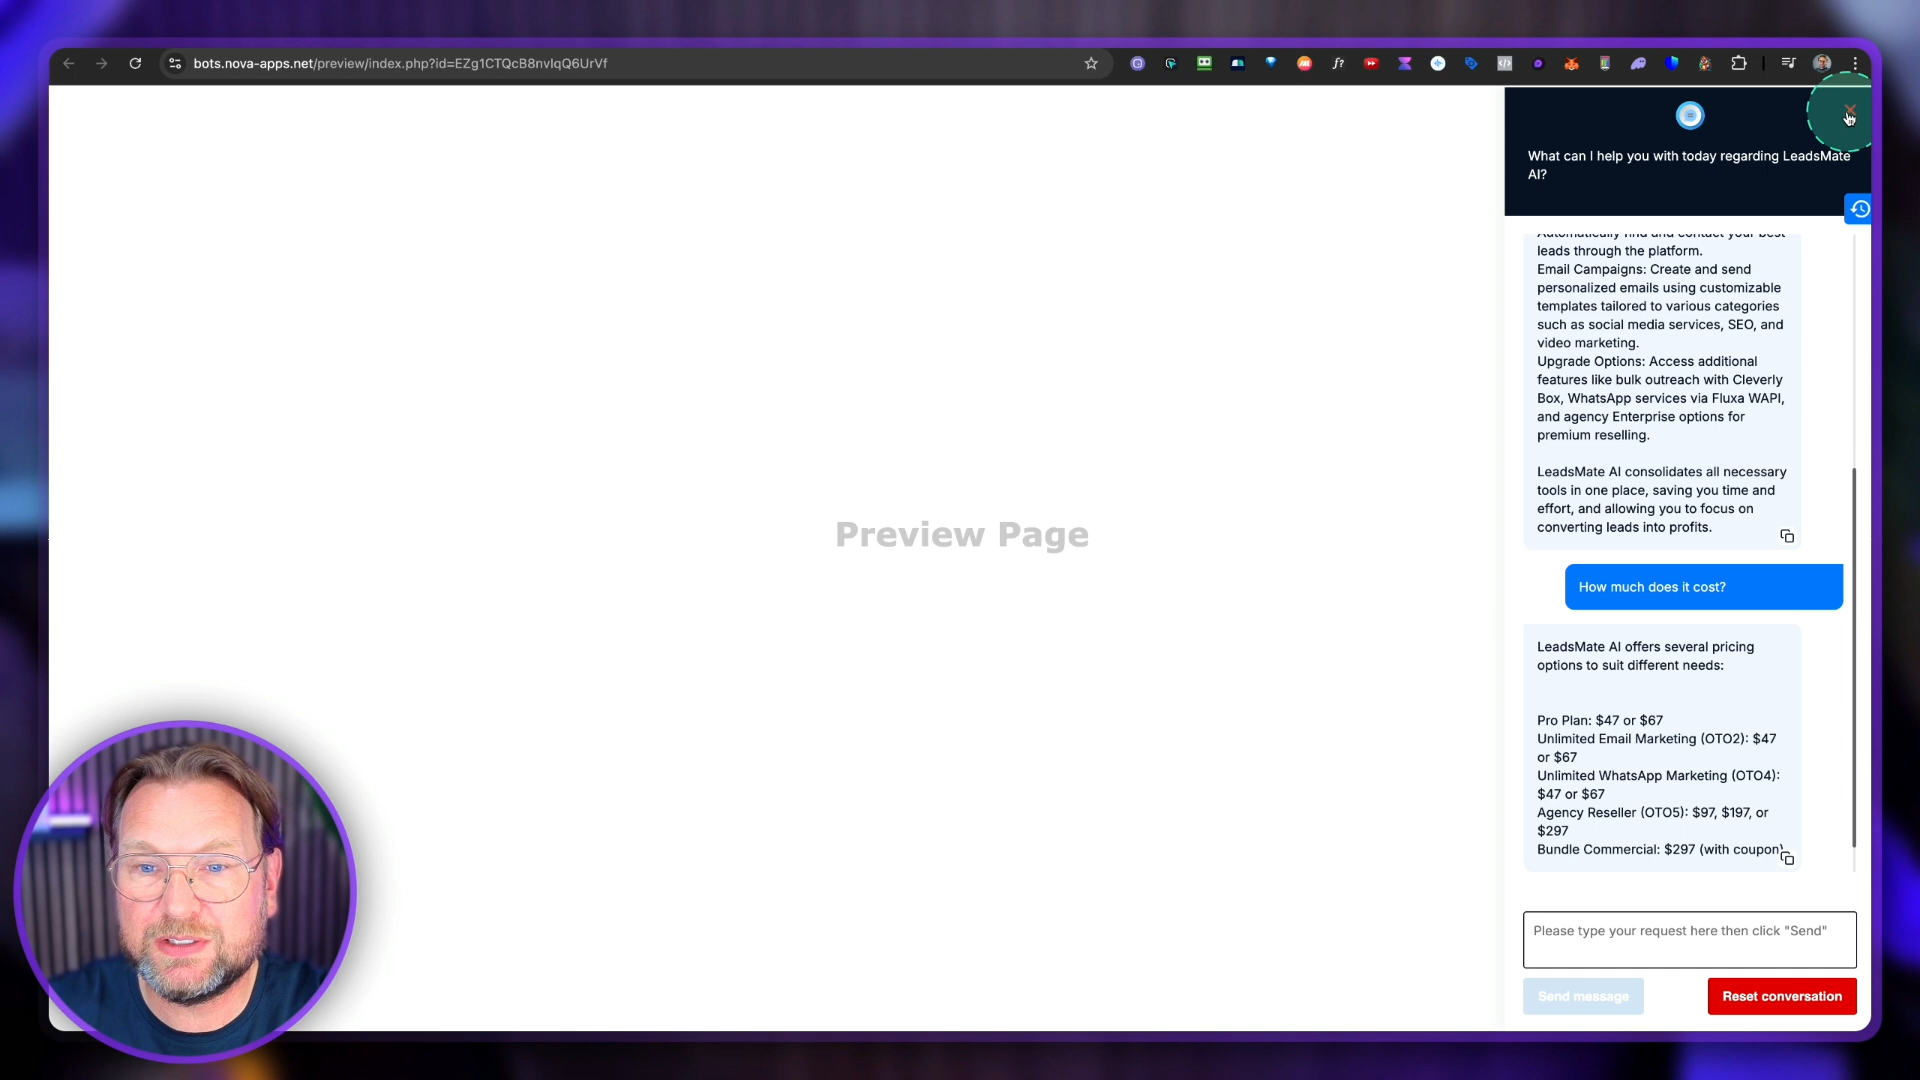 bots.nova-apps.net/preview/index.php?id=EZg1CTQcB8nvIqQ6UrVf
f?
What can I help you with today regarding LeadsMate
AI?
Automatically find and contact your best
leads through the platform.
Email Campaigns: Create and send
personalized emails using customizable
templates tailored to various categories
such as social media services, SEO, and
video marketing.
Upgrade Options: Access additional
features like bulk outreach with Cleverly
Box, WhatsApp services via Fluxa WAPI,
and agency Enterprise options for
premium reselling.
LeadsMate AI consolidates all necessary
tools in one place, saving you time and
effort, and allowing you to focus on
converting leads into profits.
Preview Page
How much does it cost?
LeadsMate AI offers several pricing
options to suit different needs:
Pro Plan: $47 or $67
Unlimited Email Marketing (OTO2): $47
or $67
Unlimited WhatsApp Marketing (OTO4):
$47 or $67
Agency Reseller (OTO5): $97, $197, or
$297
Bundle Commercial: $297 (with coupon)
Please type your request here then click "Send"
Send message
Reset conversation